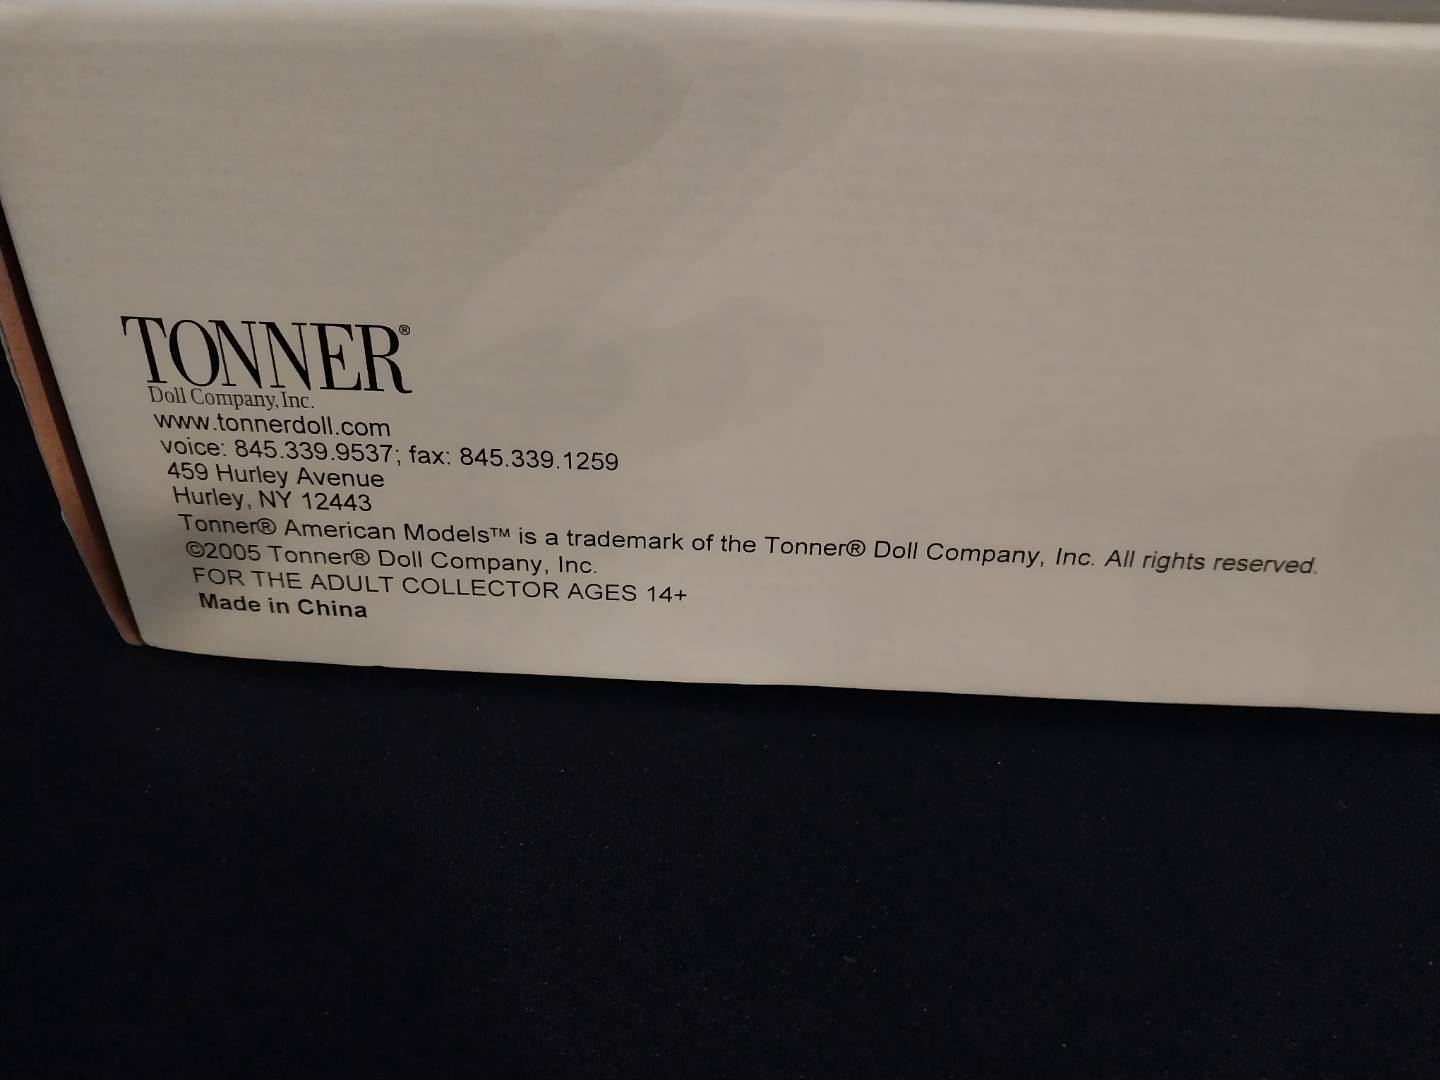 TONNER®
Doll Company, Inc.
www.tonnerdoll.com
voice: 845.339.9537; fax: 845.339.1259
459 Hurley Avenue
Hurley, NY 12443
Tonner® American Models™ is a trademark of the Tonner® Doll Company, Inc. All rights reserved.
©2005 Tonner® Doll Company, Inc.
FOR THE ADULT COLLECTOR AGES 14+
Made in China